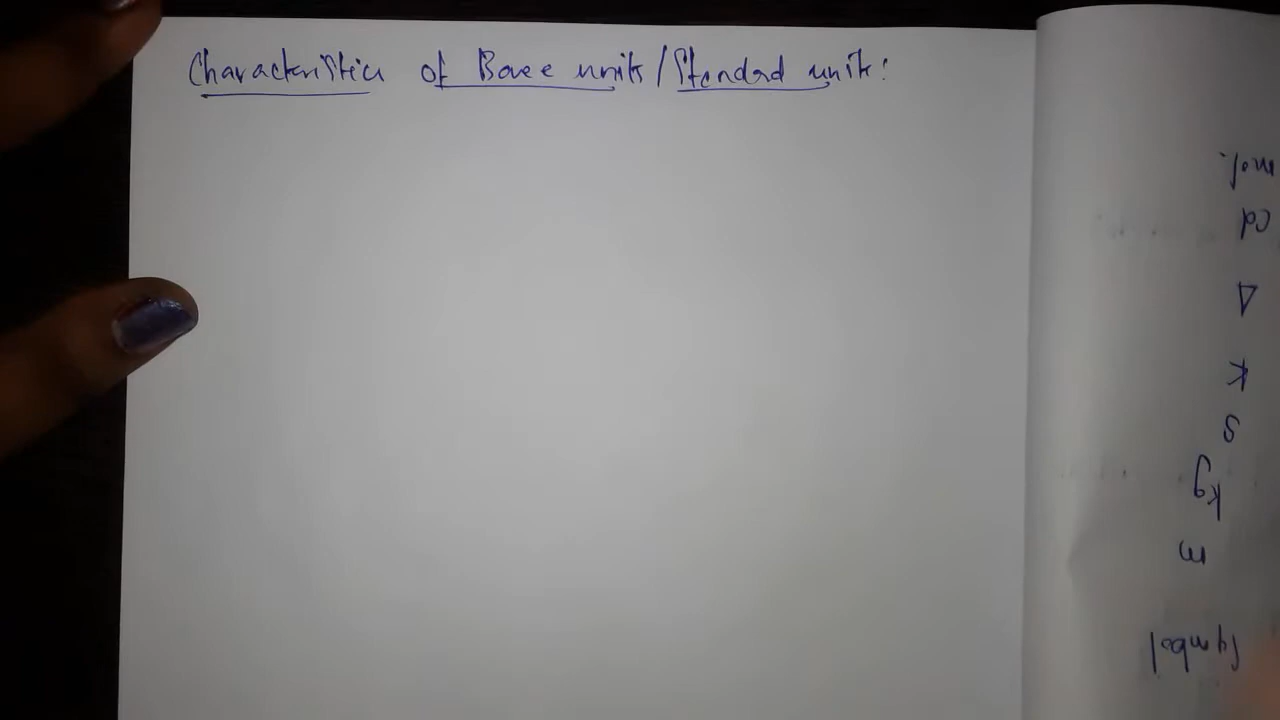 Characteristics of Base units/Standard units:
Symbol
m
kg
S
K
A
Cd
mol.